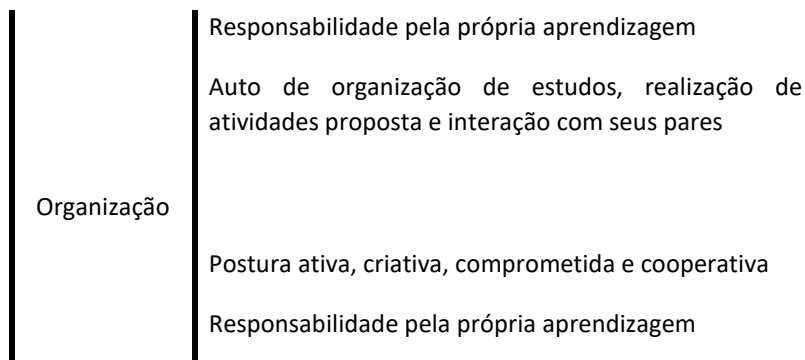 Responsabilidade pela própria aprendizagem
Auto de organização de estudos, realização de
atividades proposta e interação com seus pares
Organização
Postura ativa, criativa, comprometida e cooperativa
Responsabilidade pela própria aprendizagem